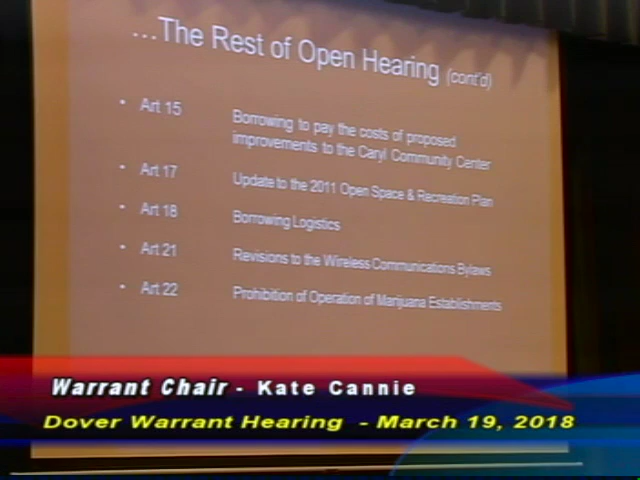 ...The Rest of Open Hearing (cont'd)
• Art 15 Borrowing to pay the costs of proposed
improvements to the Caryl Community Center
• Art 17 Update to the 2011 Open Space & Recreation Plan
• Art 18 Borrowing Logistics
• Art 21 Revisions to the Wireless Communications Bylaws
• Art 22 Prohibition of Operation of Marijuana Establishments
Warrant Chair - Kate Cannie
Dover Warrant Hearing - March 19, 2018